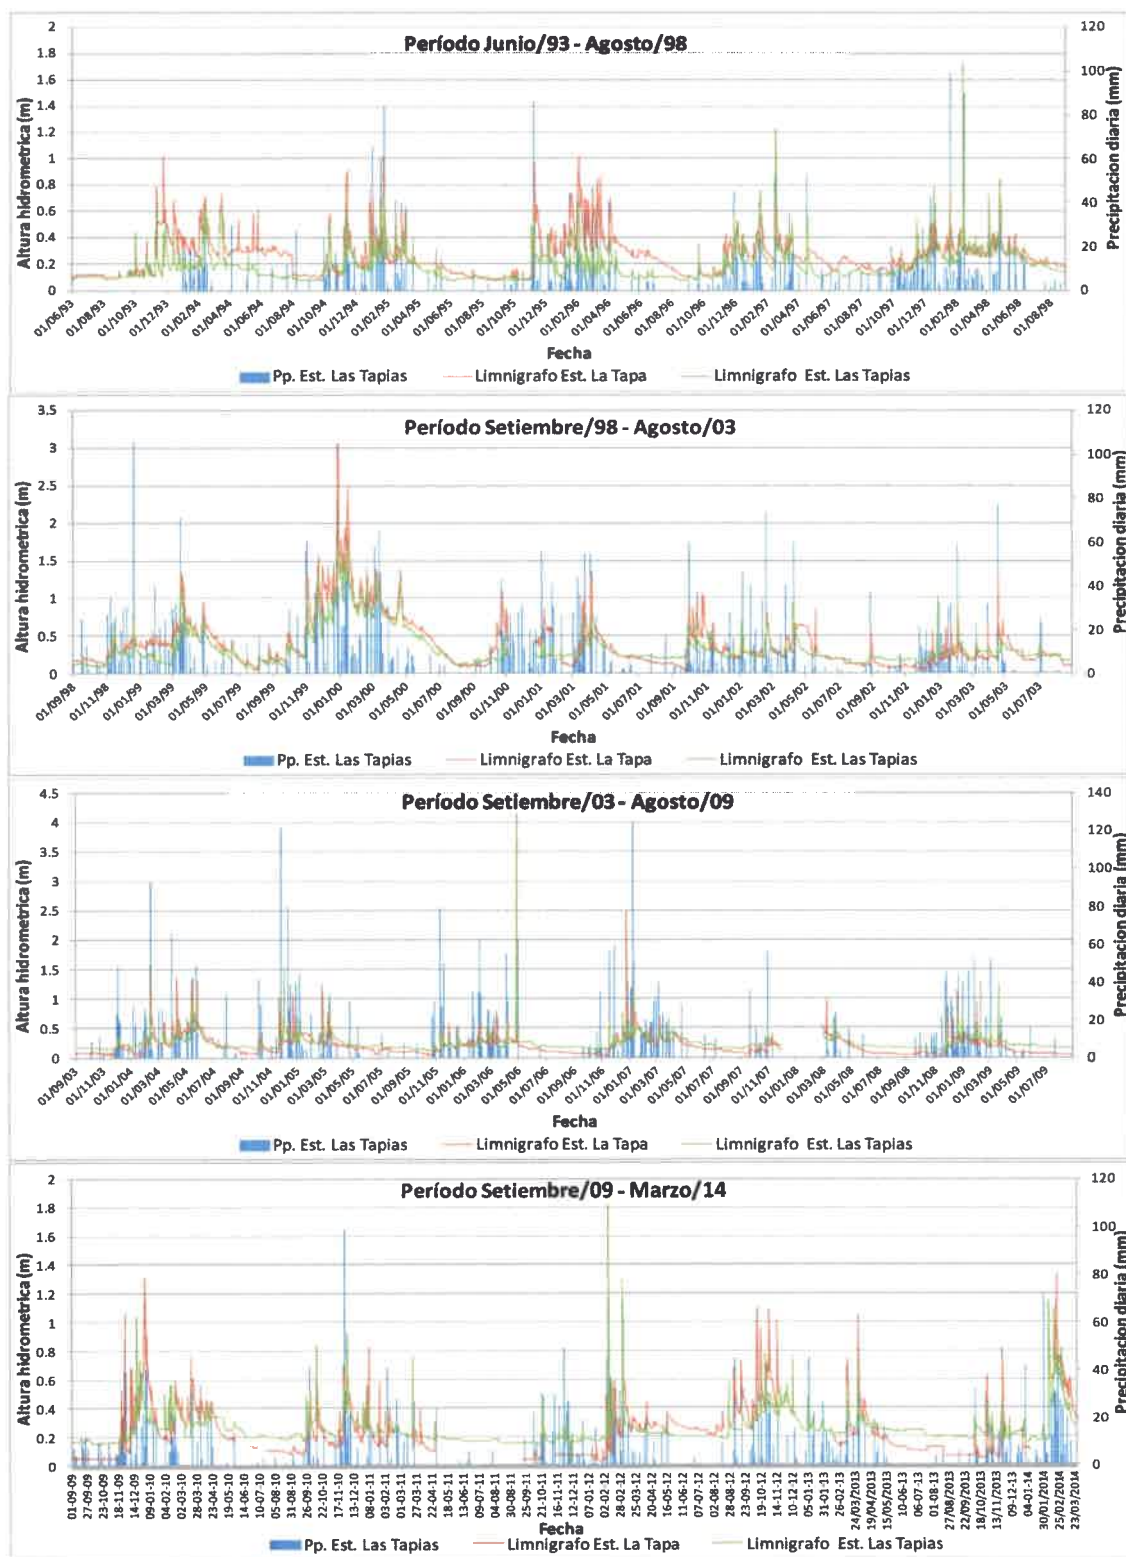 Período Junio/93 - Agosto/98
Altura hidrometrica (m)
2
1.8
1.6
1.4
1.2
1
0.8
0.6
0.4
0.2
0
120
100
80
60
40
20
0
Precipitacion diaria (mm)
01/06/93 01/08/93 01/10/93 01/12/93 01/02/94 01/04/94 01/06/94 01/08/94 01/10/94 01/12/94 01/02/95 01/04/95 01/06/95 01/08/95 01/10/95 01/12/95 01/02/96 01/04/96 01/06/96 01/08/96 01/10/96 01/12/96 01/02/97 01/04/97 01/06/97 01/08/97 01/10/97 01/12/97 01/02/98 01/04/98 01/06/98 01/08/98
Fecha
Pp. Est. Las Tapias Limnigrafo Est. La Tapa Limnigrafo Est. Las Tapias
Período Setiembre/98 - Agosto/03
Altura hidrometrica (m)
3.5
3
2.5
2
1.5
1
0.5
0
120
100
80
60
40
20
0
Precipitacion diaria (mm)
01/09/98 01/11/98 01/01/99 01/03/99 01/05/99 01/07/99 01/09/99 01/11/99 01/01/00 01/03/00 01/05/00 01/07/00 01/09/00 01/11/00 01/01/01 01/03/01 01/05/01 01/07/01 01/09/01 01/11/01 01/01/02 01/03/02 01/05/02 01/07/02 01/09/02 01/11/02 01/01/03 01/03/03 01/05/03 01/07/03
Fecha
Pp. Est. Las Tapias Limnigrafo Est. La Tapa Limnigrafo Est. Las Tapias
Período Setiembre/03 - Agosto/09
Altura hidrometrica (m)
4.5
4
3.5
3
2.5
2
1.5
1
0.5
0
140
120
100
80
60
40
20
0
Precipitacion diaria (mm)
01/09/03 01/11/03 01/01/04 01/03/04 01/05/04 01/07/04 01/09/04 01/11/04 01/01/05 01/03/05 01/05/05 01/07/05 01/09/05 01/11/05 01/01/06 01/03/06 01/05/06 01/07/06 01/09/06 01/11/06 01/01/07 01/03/07 01/05/07 01/07/07 01/09/07 01/11/07 01/01/08 01/03/08 01/05/08 01/07/08 01/09/08 01/11/08 01/01/09 01/03/09 01/05/09 01/07/09
Fecha
Pp. Est. Las Tapias Limnigrafo Est. La Tapa Limnigrafo Est. Las Tapias
Período Setiembre/09 - Marzo/14
Altura hidrometrica (m)
2
1.8
1.6
1.4
1.2
1
0.8
0.6
0.4
0.2
0
120
100
80
60
40
20
0
Precipitacion diaria (mm)
01-09-09 27-09-09 23-10-09 18-11-09 14-12-09 09-01-10 04-02-10 02-03-10 28-03-10 23-04-10 19-05-10 14-06-10 10-07-10 05-08-10 31-08-10 26-09-10 22-10-10 17-11-10 13-12-10 08-01-11 03-02-11 01-03-11 27-03-11 22-04-11 18-05-11 13-06-11 09-07-11 04-08-11 30-08-11 25-09-11 21-10-11 16-11-11 12-12-11 07-01-12 02-02-12 28-02-12 25-03-12 20-04-12 16-05-12 11-06-12 07-07-12 02-08-12 28-08-12 23-09-12 19-10-12 14-11-12 10-12-12 05-01-13 31-01-13 26-02-13 24/03/2013 19/04/2013 15/05/2013 10-06-13 06-07-13 01-08-13 27/08/2013 22/09/2013 18/10/2013 13/11/2013 09-12-13 04-01-14 30/01/2014 25/02/2014 23/03/2014
Fecha
Pp. Est. Las Tapias Limnigrafo Est. La Tapa Limnigrafo Est. Las Tapias